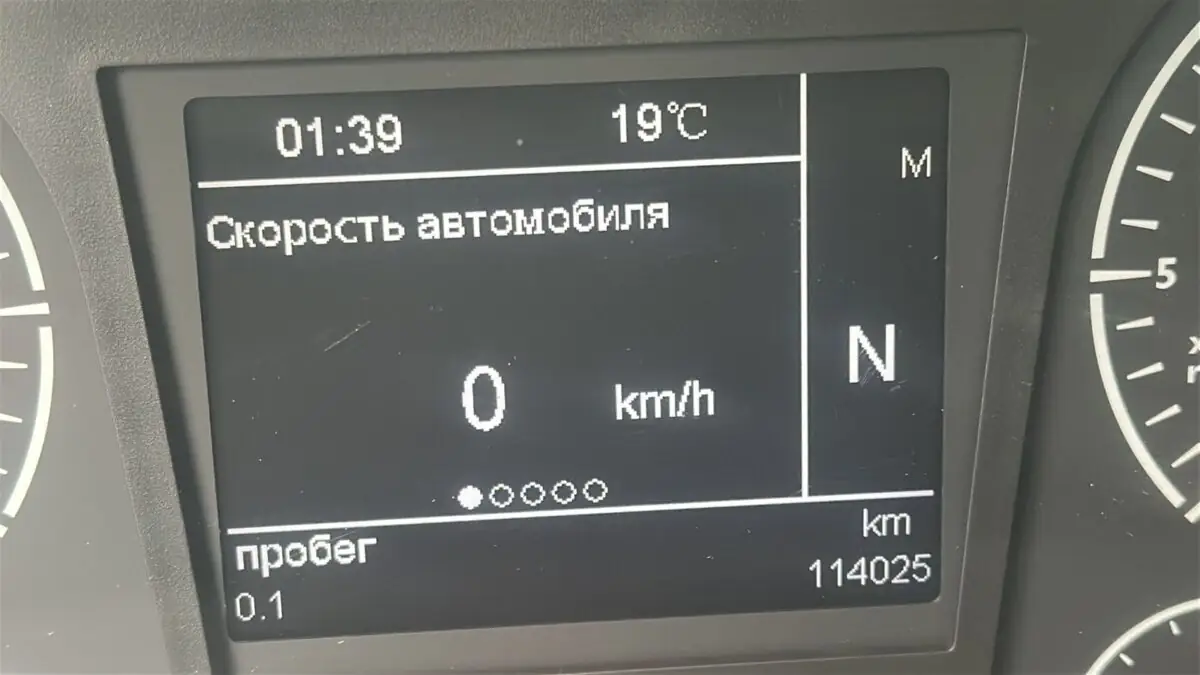 01:39 19℃
M
Скорость автомобиля
5
N
0 km/h
km
пробег
114025
0.1